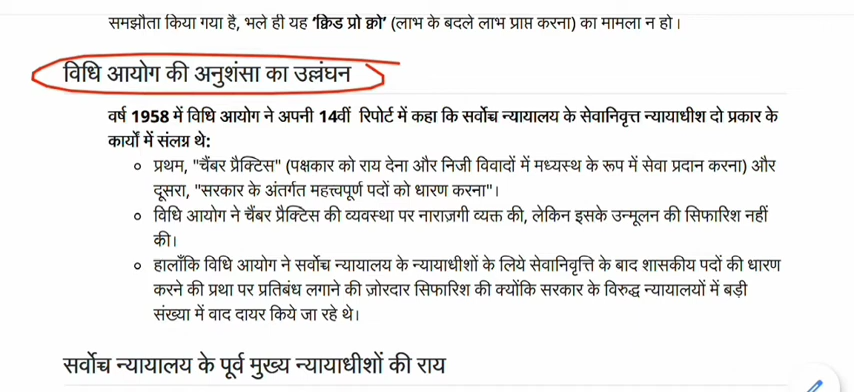 समझौता किया गया है, भले ही यह ‘क्विड प्रो क्रो’ (लाभ के बदले लाभ प्राप्त करना) का मामला न हो।
विधि आयोग की अनुशंसा का उल्लंघन
वर्ष 1958 में विधि आयोग ने अपनी 14वीं रिपोर्ट में कहा कि सर्वोच्च न्यायालय के सेवानिवृत्त न्यायाधीश दो प्रकार के
कार्यों में संलग्न थे:
○ प्रथम, "चैंबर प्रैक्टिस" (पक्षकार को राय देना और निजी विवादों में मध्यस्थ के रूप में सेवा प्रदान करना) और
दूसरा, "सरकार के अंतर्गत महत्त्वपूर्ण पदों को धारण करना"।
○ विधि आयोग ने चैंबर प्रैक्टिस की व्यवस्था पर नाराज़गी व्यक्त की, लेकिन इसके उन्मूलन की सिफारिश नहीं
की।
○ हालाँकि विधि आयोग ने सर्वोच्च न्यायालय के न्यायाधीशों के लिये सेवानिवृत्ति के बाद शासकीय पदों की धारण
करने की प्रथा पर प्रतिबंध लगाने की ज़ोरदार सिफारिश की क्योंकि सरकार के विरुद्ध न्यायालयों में बड़ी
संख्या में वाद दायर किये जा रहे थे।
सर्वोच्च न्यायालय के पूर्व मुख्य न्यायाधीशों की राय